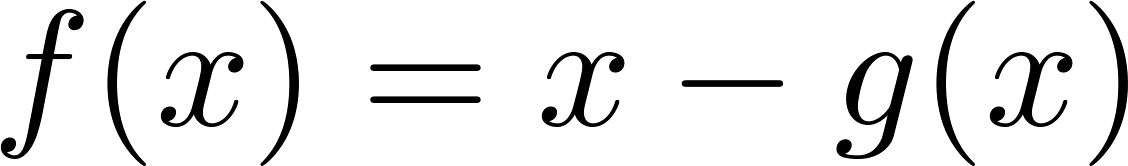 f(x) = x − g(x)